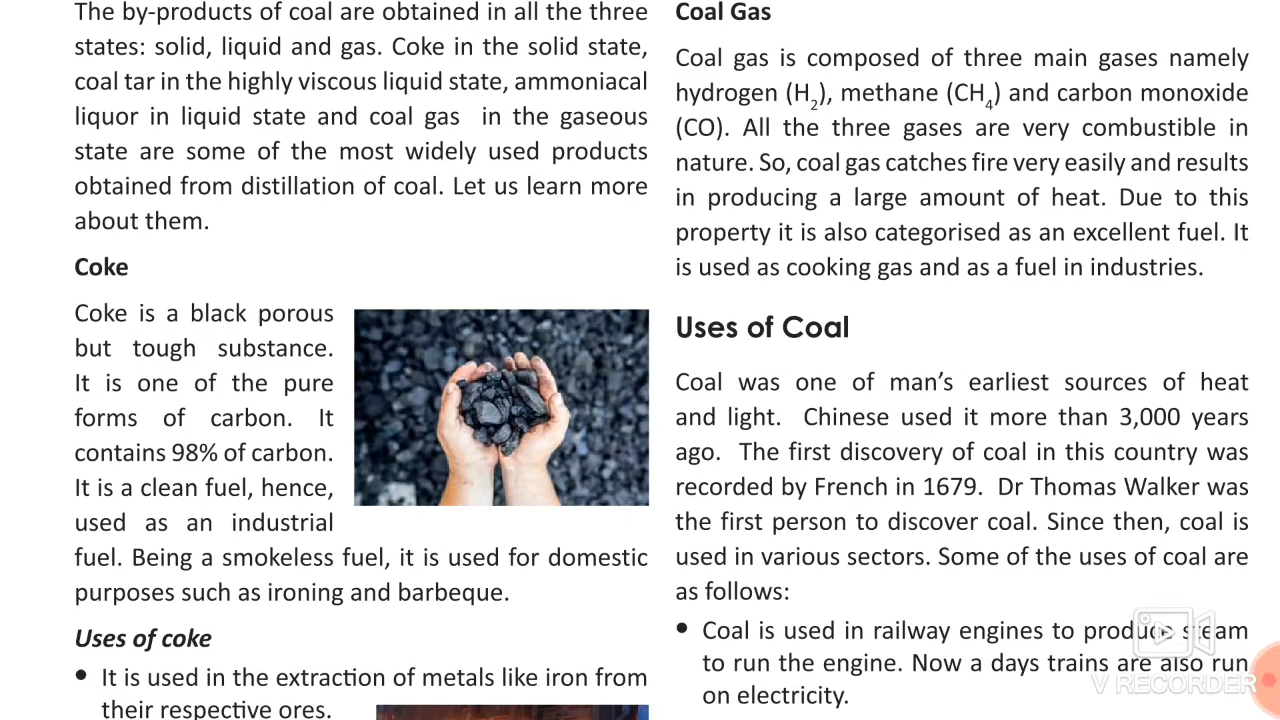 The by-products of coal are obtained in all the three
states: solid, liquid and gas. Coke in the solid state,
coal tar in the highly viscous liquid state, ammoniacal
liquor in liquid state and coal gas in the gaseous
state are some of the most widely used products
obtained from distillation of coal. Let us learn more
about them.
Coke
Coke is a black porous
but tough substance.
It is one of the pure
forms of carbon. It
contains 98% of carbon.
It is a clean fuel, hence,
used as an industrial
fuel. Being a smokeless fuel, it is used for domestic
purposes such as ironing and barbeque.
Uses of coke
• It is used in the extraction of metals like iron from
their respective ores.
Coal Gas
Coal gas is composed of three main gases namely
hydrogen (H₂), methane (CH₄) and carbon monoxide
(CO). All the three gases are very combustible in
nature. So, coal gas catches fire very easily and results
in producing a large amount of heat. Due to this
property it is also categorised as an excellent fuel. It
is used as cooking gas and as a fuel in industries.
Uses of Coal
Coal was one of man's earliest sources of heat
and light. Chinese used it more than 3,000 years
ago. The first discovery of coal in this country was
recorded by French in 1679. Dr Thomas Walker was
the first person to discover coal. Since then, coal is
used in various sectors. Some of the uses of coal are
as follows:
• Coal is used in railway engines to produce steam
to run the engine. Now a days trains are also run
on electricity.
V RECORDER